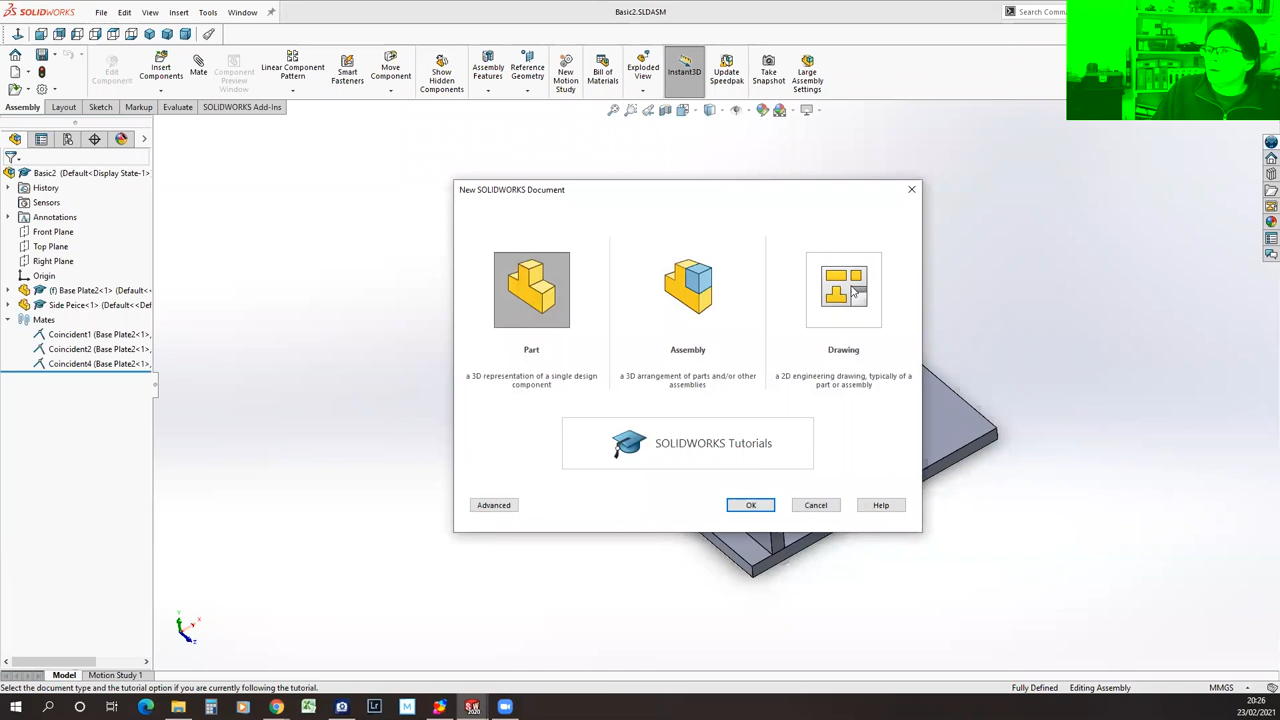 SOLIDWORKS File Edit View Insert Tools Window Basic2.SLDASM Search Comm
Edit Component
Insert Components
Mate
Component Preview Window
Linear Component Pattern
Smart Fasteners
Move Component
Show Hidden Components
Assembly Features
Reference Geometry
New Motion Study
Bill of Materials
Exploded View
Instant3D
Update Speedpak
Take Snapshot
Large Assembly Settings
Assembly Layout Sketch Markup Evaluate SOLIDWORKS Add-Ins
Basic2 (Default<Display State-1>
History
Sensors
Annotations
Front Plane
Top Plane
Right Plane
Origin
(f) Base Plate2<1> (Default<
Side Peice<1> (Default<<De
Mates
Coincident1 (Base Plate2<1>,
Coincident2 (Base Plate2<1>,
Coincident4 (Base Plate2<1>,
New SOLIDWORKS Document
Part Assembly Drawing
a 3D representation of a single design component
a 3D arrangement of parts and/or other assemblies
a 2D engineering drawing, typically of a part or assembly
SOLIDWORKS Tutorials
Advanced OK Cancel Help
Y X Z
Model Motion Study 1
Select the document type and the tutorial option if you are currently following the tutorial. Fully Defined Editing Assembly MMGS
20:26
23/02/2021